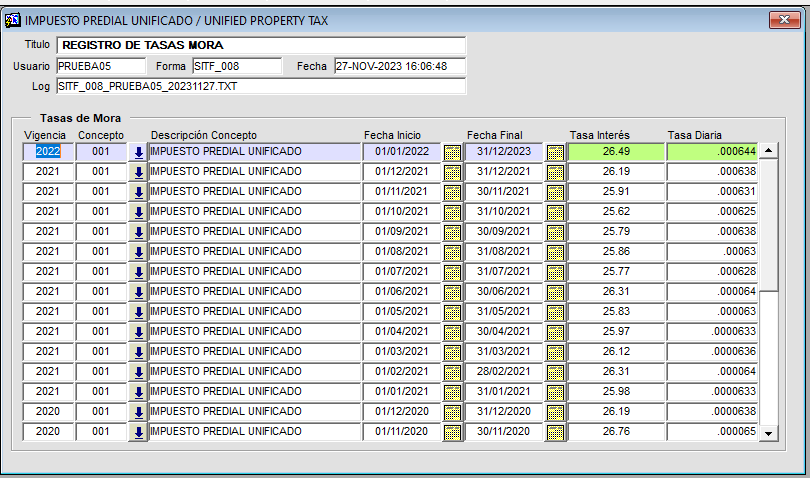 IMPUESTO PREDIAL UNIFICADO / UNIFIED PROPERTY TAX
Titulo REGISTRO DE TASAS MORA
Usuario PRUEBA05 Forma SITF_008 Fecha 27-NOV-2023 16:06:48
Log SITF_008_PRUEBA05_20231127.TXT
Tasas de Mora
Vigencia Concepto Descripción Concepto Fecha Inicio Fecha Final Tasa Interés Tasa Diaria
2022 001 IMPUESTO PREDIAL UNIFICADO 01/01/2022 31/12/2023 26.49 .000644
2021 001 IMPUESTO PREDIAL UNIFICADO 01/12/2021 31/12/2021 26.19 .000638
2021 001 IMPUESTO PREDIAL UNIFICADO 01/11/2021 30/11/2021 25.91 .000631
2021 001 IMPUESTO PREDIAL UNIFICADO 01/10/2021 31/10/2021 25.62 .000625
2021 001 IMPUESTO PREDIAL UNIFICADO 01/09/2021 30/09/2021 25.79 .000638
2021 001 IMPUESTO PREDIAL UNIFICADO 01/08/2021 31/08/2021 25.86 .00063
2021 001 IMPUESTO PREDIAL UNIFICADO 01/07/2021 31/07/2021 25.77 .000628
2021 001 IMPUESTO PREDIAL UNIFICADO 01/06/2021 30/06/2021 26.31 .000064
2021 001 IMPUESTO PREDIAL UNIFICADO 01/05/2021 31/05/2021 25.83 .000063
2021 001 IMPUESTO PREDIAL UNIFICADO 01/04/2021 30/04/2021 25.97 .0000633
2021 001 IMPUESTO PREDIAL UNIFICADO 01/03/2021 31/03/2021 26.12 .0000636
2021 001 IMPUESTO PREDIAL UNIFICADO 01/02/2021 28/02/2021 26.31 .000064
2021 001 IMPUESTO PREDIAL UNIFICADO 01/01/2021 31/01/2021 25.98 .0000633
2020 001 IMPUESTO PREDIAL UNIFICADO 01/12/2020 31/12/2020 26.19 .0000638
2020 001 IMPUESTO PREDIAL UNIFICADO 01/11/2020 30/11/2020 26.76 .000065